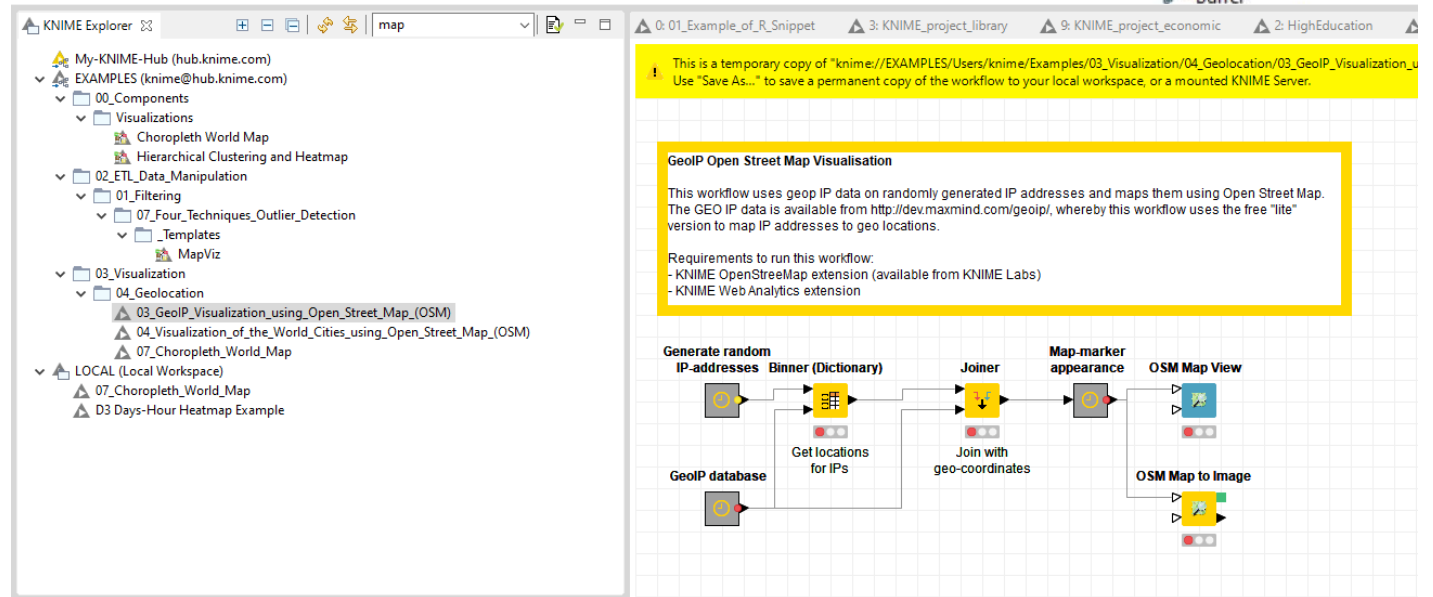 Buffer
KNIME Explorer
map
My-KNIME-Hub (hub.knime.com)
EXAMPLES (knime@hub.knime.com)
00_Components
Visualizations
Choropleth World Map
Hierarchical Clustering and Heatmap
02_ETL_Data_Manipulation
01_Filtering
07_Four_Techniques_Outlier_Detection
_Templates
MapViz
03_Visualization
04_Geolocation
03_GeoIP_Visualization_using_Open_Street_Map_(OSM)
04_Visualization_of_the_World_Cities_using_Open_Street_Map_(OSM)
07_Choropleth_World_Map
LOCAL (Local Workspace)
07_Choropleth_World_Map
D3 Days-Hour Heatmap Example
0: 01_Example_of_R_Snippet
3: KNIME_project_library
9: KNIME_project_economic
2: HighEducation
This is a temporary copy of "knime://EXAMPLES/Users/knime/Examples/03_Visualization/04_Geolocation/03_GeoIP_Visualization_u
Use "Save As..." to save a permanent copy of the workflow to your local workspace, or a mounted KNIME Server.
GeoIP Open Street Map Visualisation
This workflow uses geop IP data on randomly generated IP addresses and maps them using Open Street Map.
The GEO IP data is available from http://dev.maxmind.com/geoip/, whereby this workflow uses the free "lite"
version to map IP addresses to geo locations.
Requirements to run this workflow:
- KNIME OpenStreeMap extension (available from KNIME Labs)
- KNIME Web Analytics extension
Generate random
IP-addresses
Binner (Dictionary)
Joiner
Map-marker
appearance
OSM Map View
Get locations
for IPs
Join with
geo-coordinates
GeoIP database
OSM Map to Image